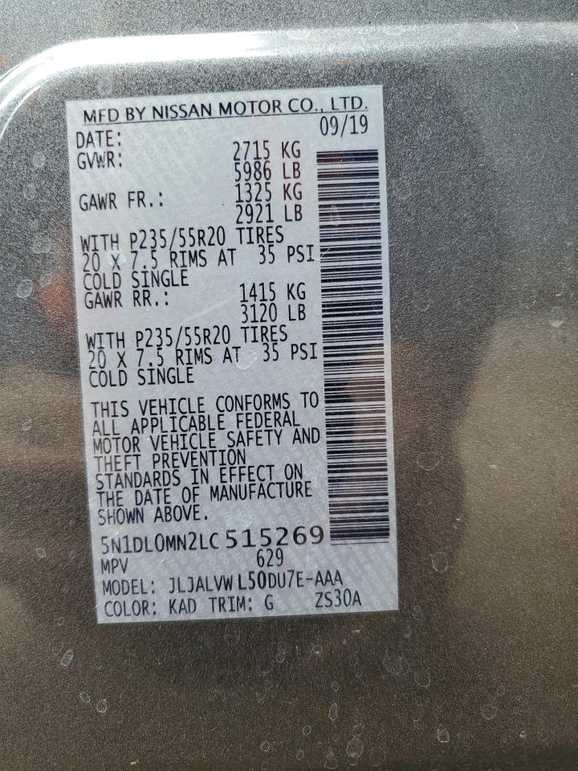 MFD BY NISSAN MOTOR CO., LTD.
DATE: 09/19
GVWR: 2715 KG
5986 LB
GAWR FR.: 1325 KG
2921 LB
WITH P235/55R20 TIRES
20 X 7.5 RIMS AT 35 PSI
COLD SINGLE
GAWR RR.: 1415 KG
3120 LB
WITH P235/55R20 TIRES
20 X 7.5 RIMS AT 35 PSI
COLD SINGLE
THIS VEHICLE CONFORMS TO
ALL APPLICABLE FEDERAL
MOTOR VEHICLE SAFETY AND
THEFT PREVENTION
STANDARDS IN EFFECT ON
THE DATE OF MANUFACTURE
SHOWN ABOVE.
5N1DL0MN2LC515269
MPV 629
MODEL: JLJALVWL50DU7E-AAA
COLOR: KAD TRIM: G ZS30A